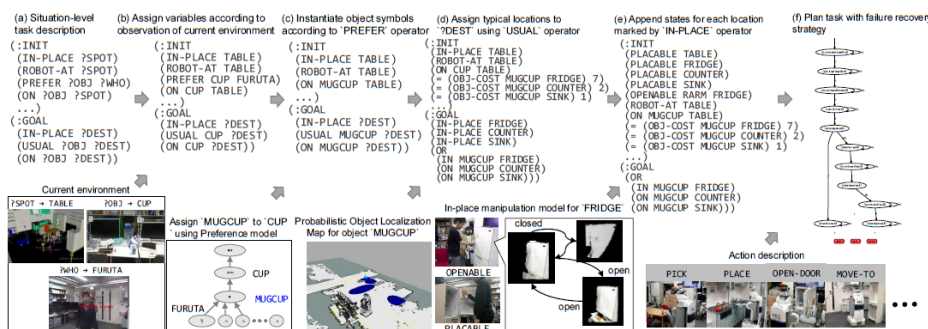 (a) Situation-level
task description
(:INIT
(IN-PLACE ?SPOT)
(ROBOT-AT ?SPOT)
(PREFER ?OBJ ?WHO)
(ON ?OBJ ?SPOT)
...)
(:GOAL
(IN-PLACE ?DEST)
(USUAL ?OBJ ?DEST)
(ON ?OBJ ?DEST))
(b) Assign variables according to
observation of current environment
(:INIT
(IN-PLACE TABLE)
(ROBOT-AT TABLE)
(PREFER CUP FURUTA)
(ON CUP TABLE)
...)
(:GOAL
(IN-PLACE ?DEST)
(USUAL CUP ?DEST)
(ON CUP ?DEST))
(c) Instantiate object symbols
according to `PREFER` operator
(:INIT
(IN-PLACE TABLE)
(ROBOT-AT TABLE)
(ON MUGCUP TABLE)
...)
(:GOAL
(IN-PLACE ?DEST)
(USUAL MUGCUP ?DEST)
(ON MUGCUP ?DEST))
(d) Assign typical locations to
`?DEST` using `USUAL` operator
(:INIT
(IN-PLACE TABLE)
(ROBOT-AT TABLE)
(ON CUP TABLE)
(= (OBJ-COST MUGCUP FRIDGE) 7)
(= (OBJ-COST MUGCUP COUNTER) 2)
(= (OBJ-COST MUGCUP SINK) 1)
...)
(:GOAL
(IN-PLACE FRIDGE)
(IN-PLACE COUNTER)
(IN-PLACE SINK)
(OR
(IN MUGCUP FRIDGE)
(ON MUGCUP COUNTER)
(ON MUGCUP SINK)))
(e) Append states for each location
marked by `IN-PLACE` operator
(:INIT
(PLACABLE TABLE)
(PLACABLE FRIDGE)
(PLACABLE COUNTER)
(PLACABLE SINK)
(OPENABLE RARM FRIDGE)
(ROBOT-AT TABLE)
(ON MUGCUP TABLE)
(= (OBJ-COST MUGCUP FRIDGE) 7)
(= (OBJ-COST MUGCUP COUNTER) 2)
(= (OBJ-COST MUGCUP SINK) 1)
...)
(:GOAL
(OR
(IN MUGCUP FRIDGE)
(ON MUGCUP COUNTER)
(ON MUGCUP SINK)))
(f) Plan task with failure recovery
strategy
Current environment
?SPOT → TABLE
?OBJ → CUP
?WHO → FURUTA
Assign `MUGCUP` to `CUP
`using Preference model
CUP
FURUTA
MUGCUP
Probabilistic Object Localization
Map for object `MUGCUP`
In-place manipulation model for `FRIDGE`
closed
open
open
OPENABLE
PLACABLE
Action description
PICK
PLACE
OPEN-DOOR
MOVE-TO